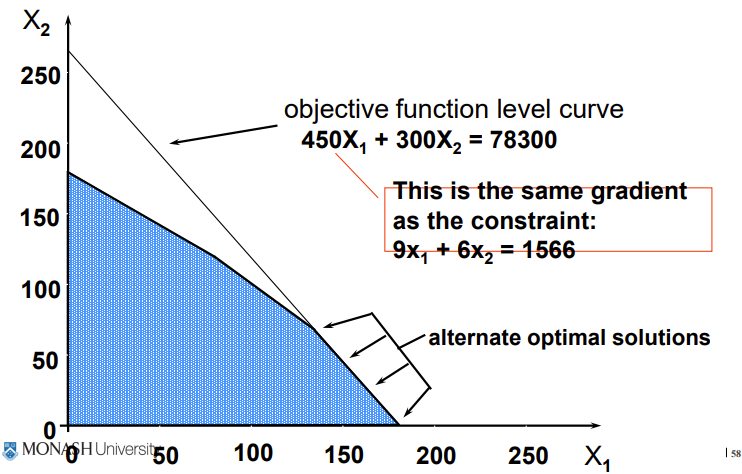 X2
250
200
150
100
50
0
objective function level curve
450X1 + 300X2 = 78300
This is the same gradient
as the constraint:
9x1 + 6x2 = 1566
alternate optimal solutions
0 50 100 150 200 250 X1
MONASH University
58